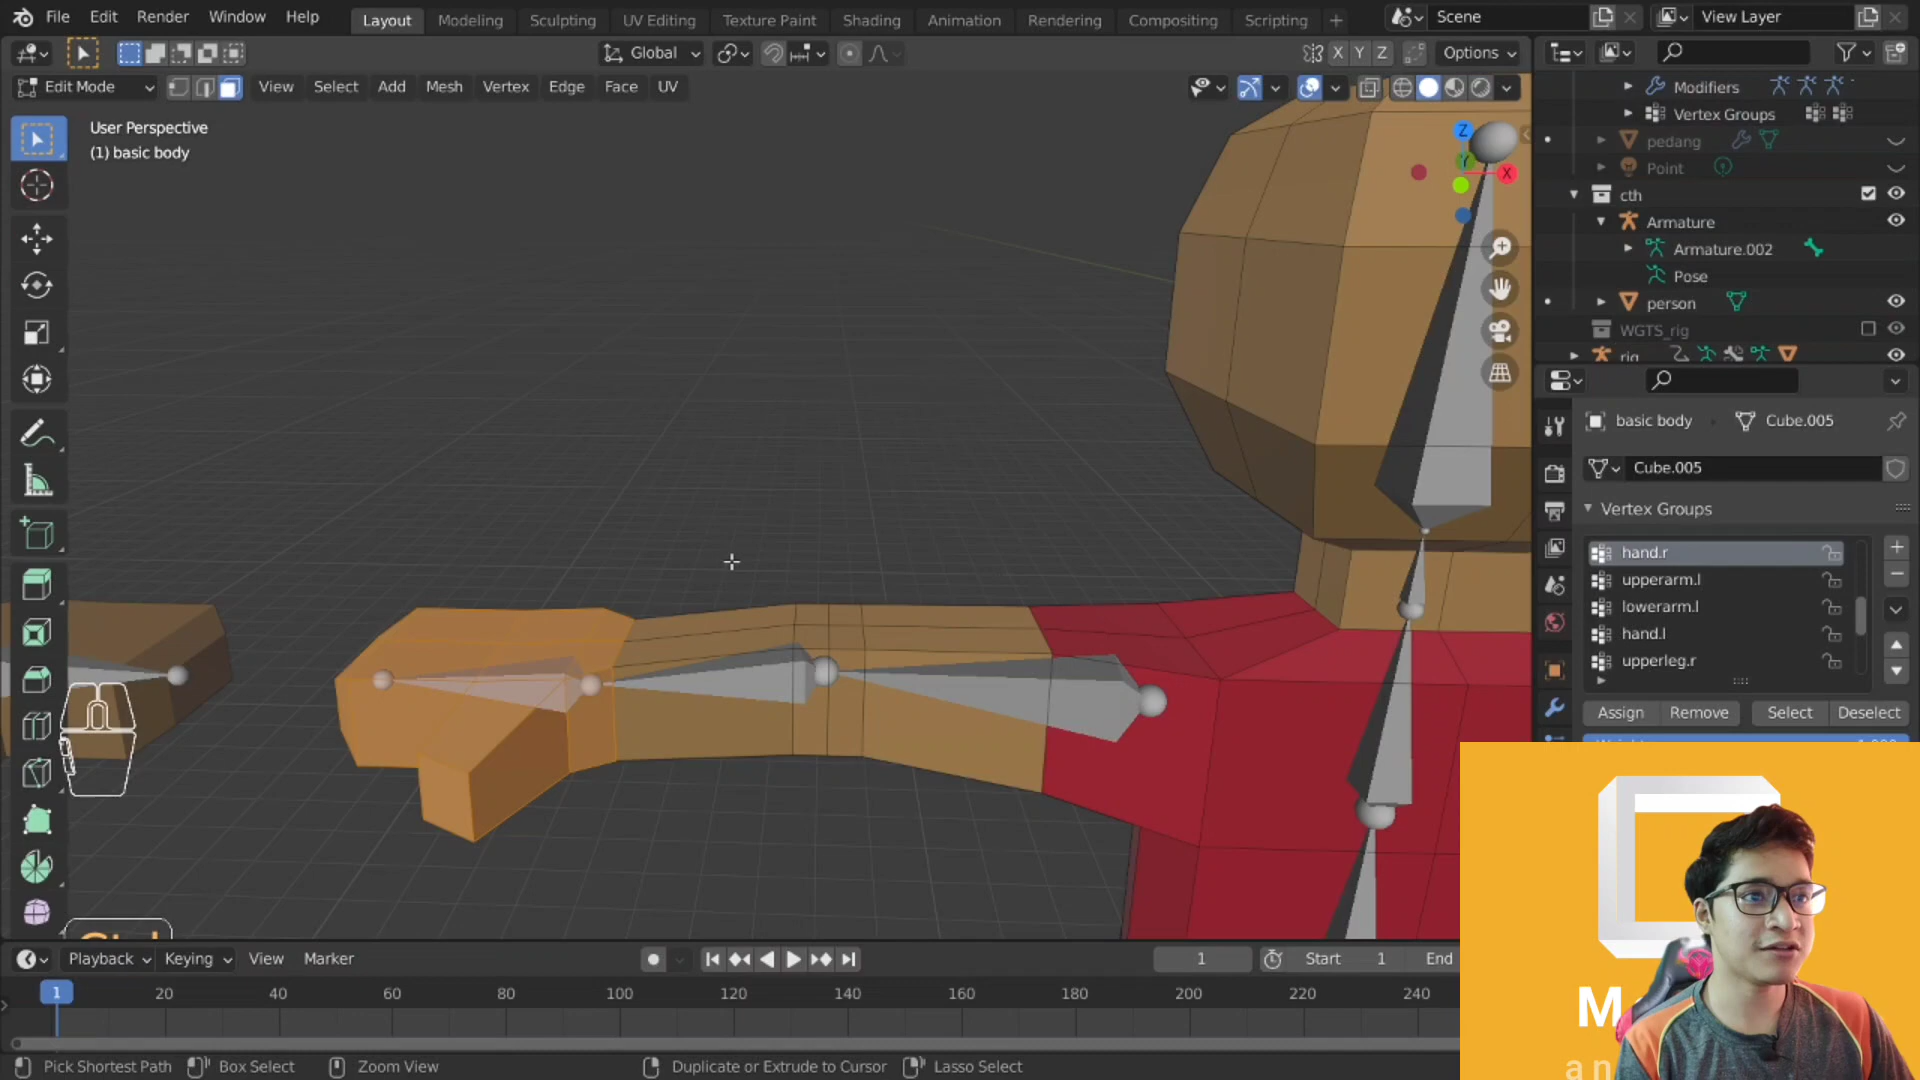 File Edit Render Window Help Layout Modeling Sculpting UV Editing Texture Paint Shading Animation Rendering Compositing Scripting + Scene View Layer
Global X Y Z Options
Edit Mode View Select Add Mesh Vertex Edge Face UV
User Perspective
(1) basic body
Z
Y
X
Modifiers
Vertex Groups
pedang
Point
cth
Armature
Armature.002
Pose
person
WGTS_rig
rig
basic body Cube.005
Cube.005
Vertex Groups
hand.r
upperarm.l
lowerarm.l
hand.l
upperleg.r
Assign Remove Select Deselect
Playback Keying View Marker 1 Start 1 End
1 20 40 60 80 100 120 140 160 180 200 220 240
Pick Shortest Path Box Select Zoom View Duplicate or Extrude to Cursor Lasso Select
M
an